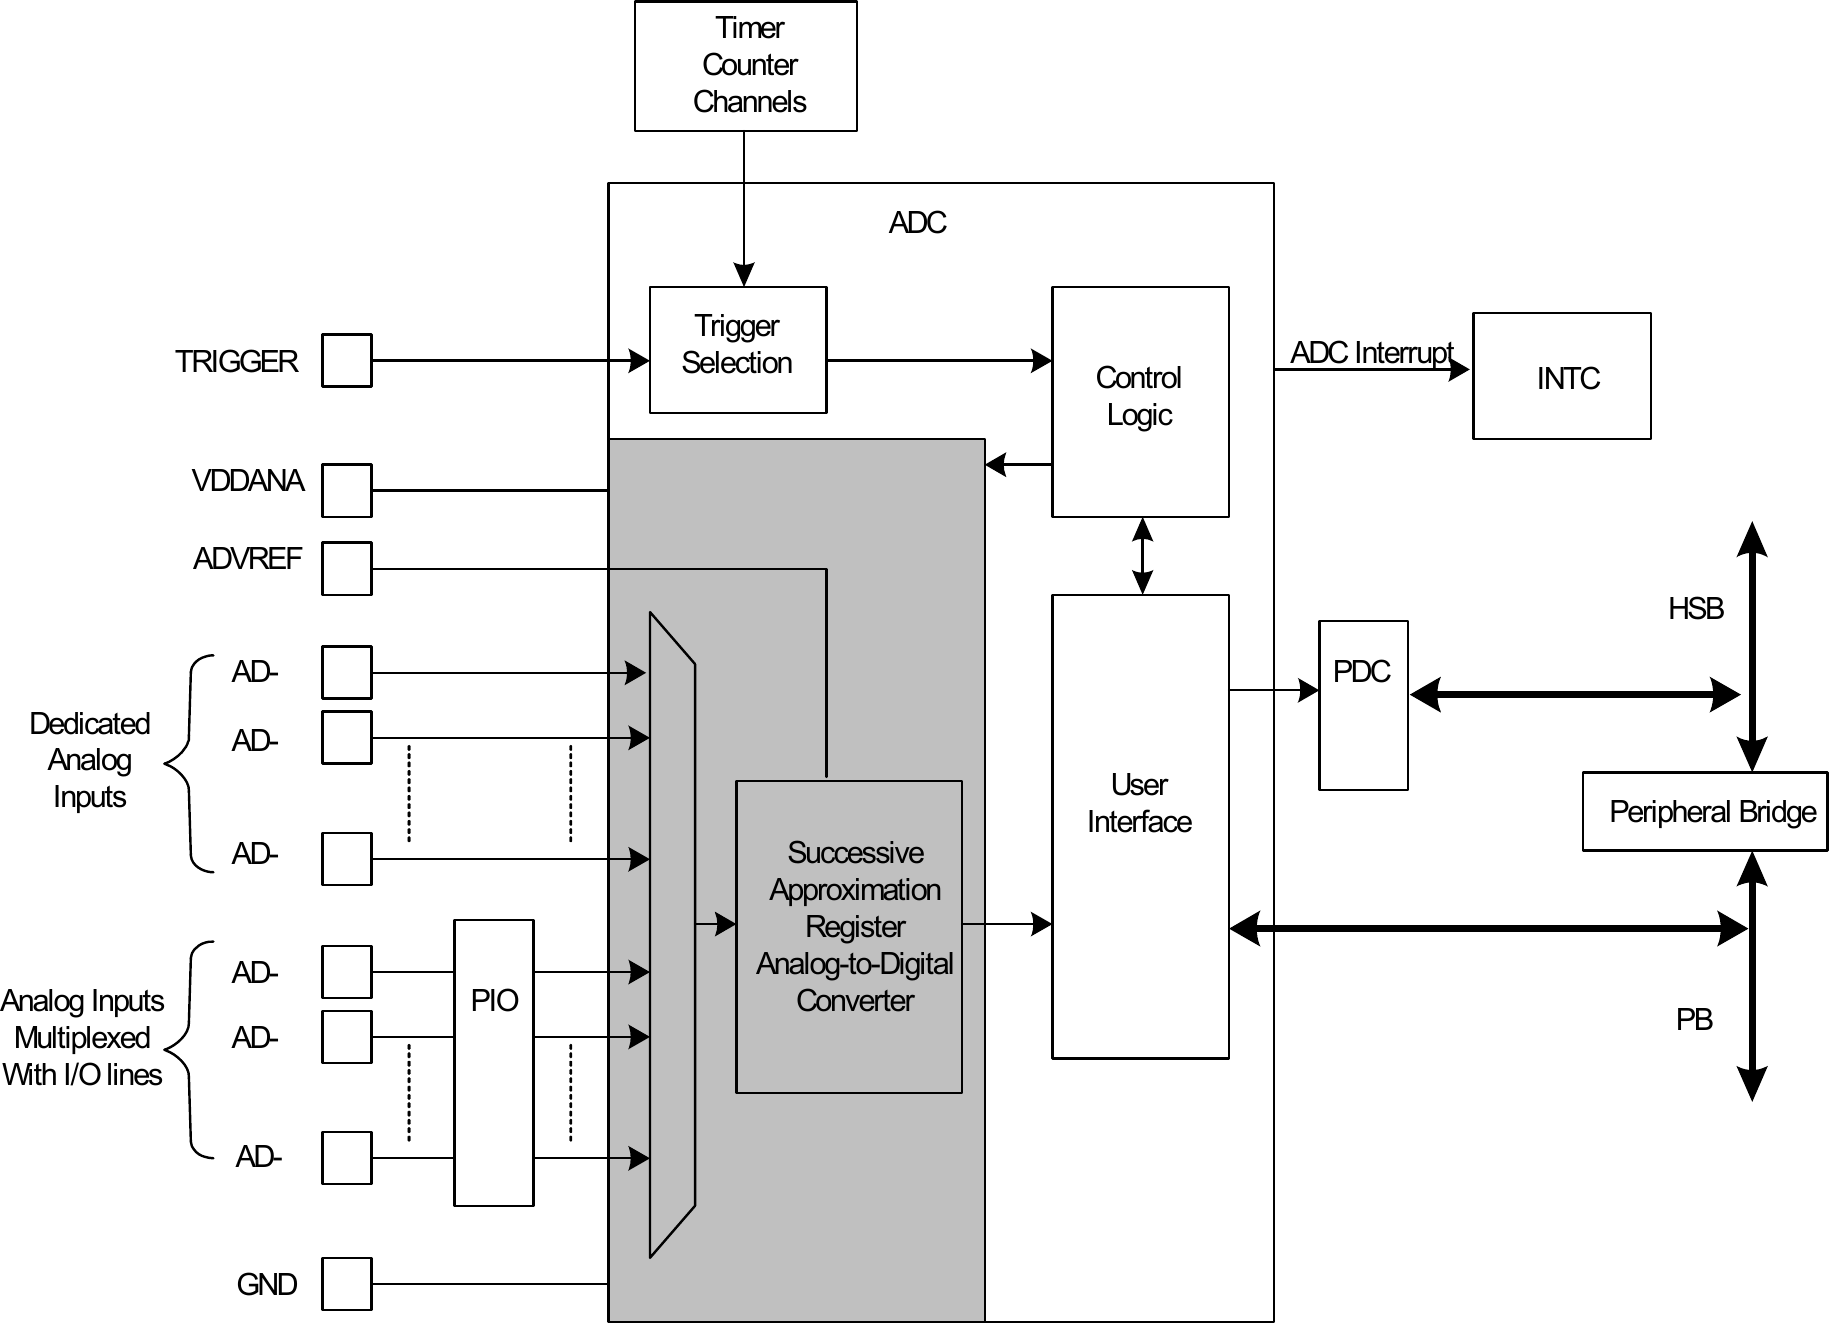 Timer
Counter
Channels
ADC
TRIGGER
Trigger
Selection
Control
Logic
ADC Interrupt
INTC
VDDANA
ADVREF
HSB
Dedicated
Analog
Inputs
AD-
AD-
AD-
PDC
User
Interface
Peripheral Bridge
Successive
Approximation
Register
Analog-to-Digital
Converter
Analog Inputs
Multiplexed
With I/O lines
AD-
AD-
AD-
PIO
PB
GND